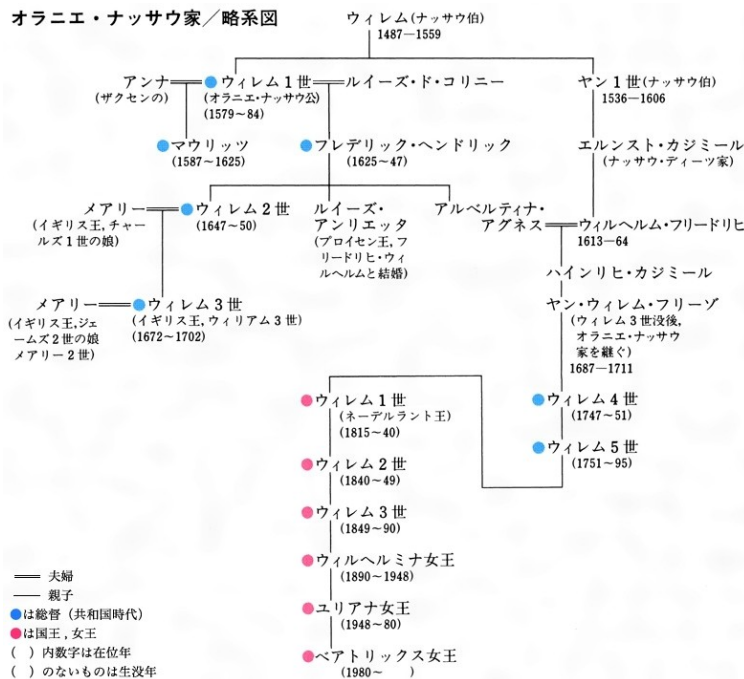 オラニエ・ナッサウ家／略系図
ウィレム(ナッサウ伯)
1487―1559
アンナ
(ザクセンの)
ウィレム1世
(オラニエ・ナッサウ公)
(1579～84)
ルイーズ・ド・コリニー
ヤン1世(ナッサウ伯)
1536―1606
マウリッツ
(1587～1625)
フレデリック・ヘンドリック
(1625～47)
エルンスト・カジミール
(ナッサウ・ディーツ家)
メアリー
(イギリス王, チャー
ルズ1世の娘)
ウィレム2世
(1647～50)
ルイーズ・
アンリエッタ
(プロイセン王, フ
リードリヒ・ウィ
ルヘルムと結婚)
アルベルティナ・
アグネス
ウィルヘルム・フリードリヒ
1613―64
ハインリヒ・カジミール
メアリー
(イギリス王,ジェ
ームズ2世の娘
メアリー2世)
ウィレム3世
(イギリス王, ウィリアム3世)
(1672～1702)
ヤン・ウィレム・フリーゾ
(ウィレム3世没後,
オラニエ・ナッサウ
家を継ぐ)
1687―1711
ウィレム4世
(1747～51)
ウィレム5世
(1751～95)
ウィレム1世
(ネーデルラント王)
(1815～40)
ウィレム2世
(1840～49)
ウィレム3世
(1849～90)
ウィルヘルミナ女王
(1890～1948)
ユリアナ女王
(1948～80)
ベアトリックス女王
(1980～　　)
夫婦
親子
●は総督（共和国時代）
●は国王, 女王
(　) 内数字は在位年
(　) のないものは生没年